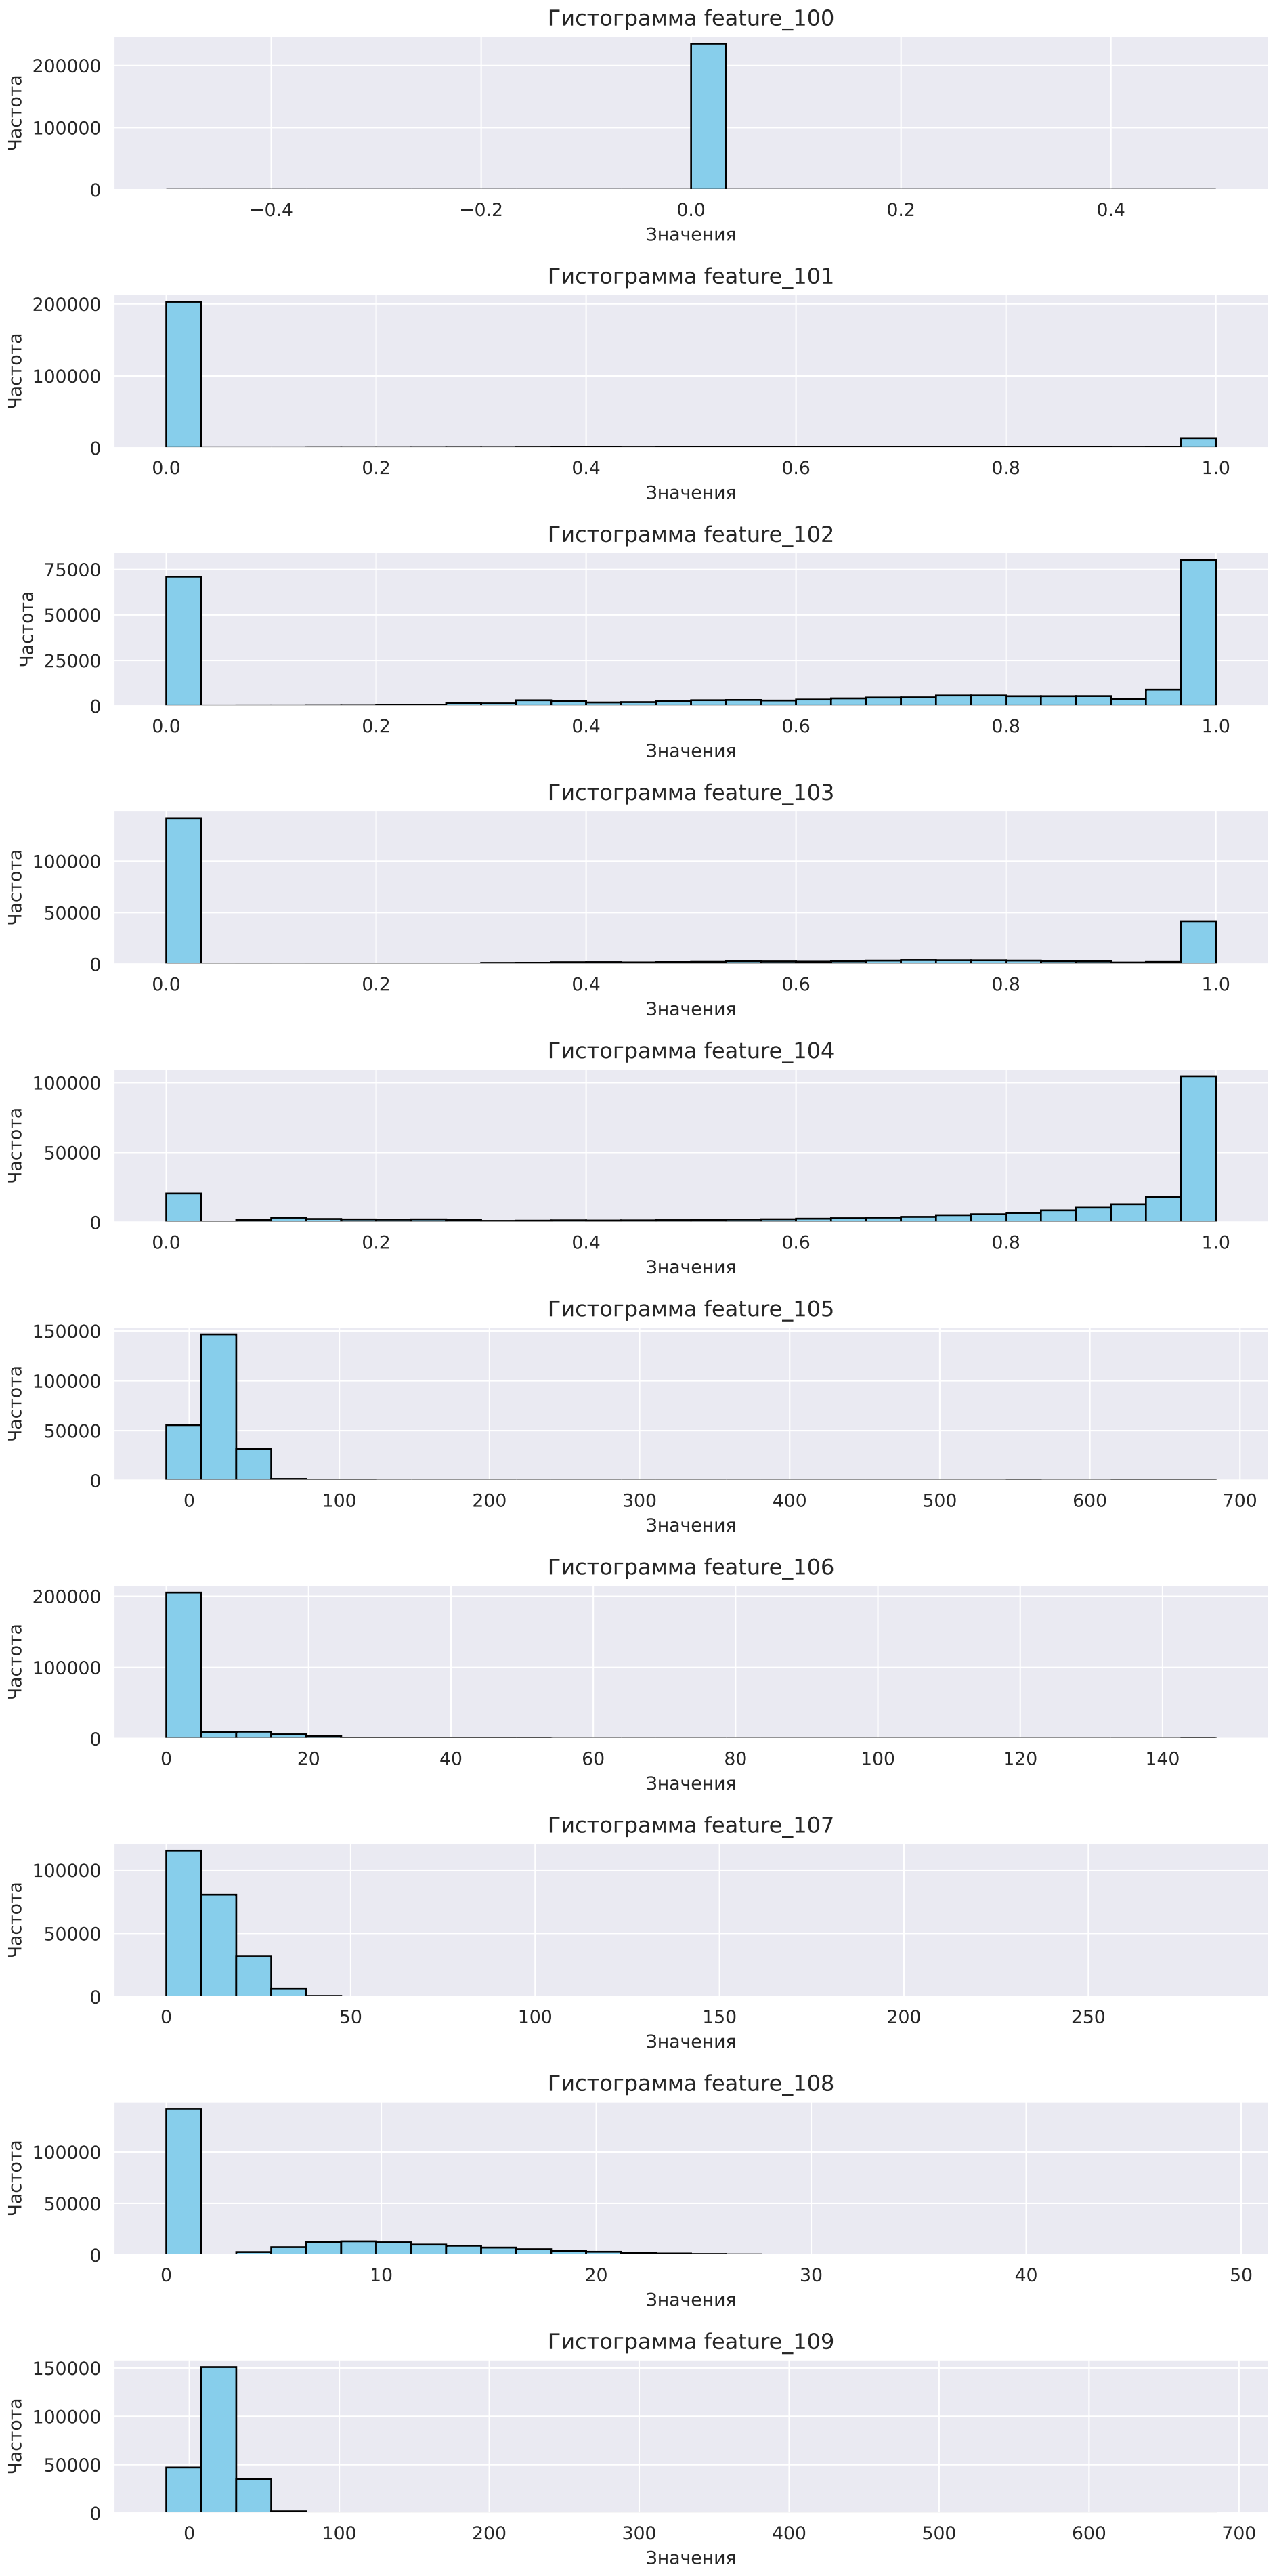 Гистограмма feature_100
Частота
200000
100000
0
−0.4 −0.2 0.0 0.2 0.4
Значения
Гистограмма feature_101
Частота
200000
100000
0
0.0 0.2 0.4 0.6 0.8 1.0
Значения
Гистограмма feature_102
Частота
75000
50000
25000
0
0.0 0.2 0.4 0.6 0.8 1.0
Значения
Гистограмма feature_103
Частота
100000
50000
0
0.0 0.2 0.4 0.6 0.8 1.0
Значения
Гистограмма feature_104
Частота
100000
50000
0
0.0 0.2 0.4 0.6 0.8 1.0
Значения
Гистограмма feature_105
Частота
150000
100000
50000
0
0 100 200 300 400 500 600 700
Значения
Гистограмма feature_106
Частота
200000
100000
0
0 20 40 60 80 100 120 140
Значения
Гистограмма feature_107
Частота
100000
50000
0
0 50 100 150 200 250
Значения
Гистограмма feature_108
Частота
100000
50000
0
0 10 20 30 40 50
Значения
Гистограмма feature_109
Частота
150000
100000
50000
0
0 100 200 300 400 500 600 700
Значения